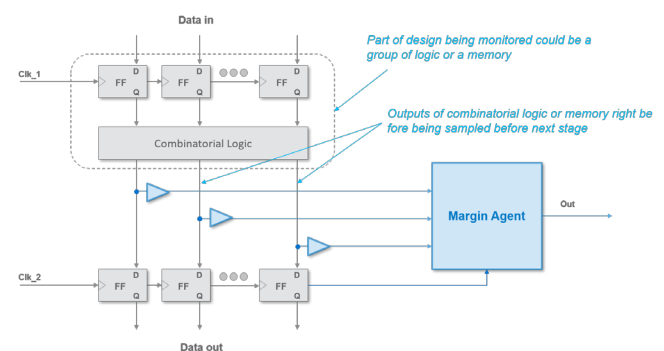 Data in
Part of design being monitored could be a
group of logic or a memory
Clk_1
D
FF
Q
D
FF
Q
D
FF
Q
Outputs of combinatorial logic or memory right be
fore being sampled before next stage
Combinatorial Logic
Margin Agent
Out
Clk_2
D
FF
Q
D
FF
Q
D
FF
Q
Data out